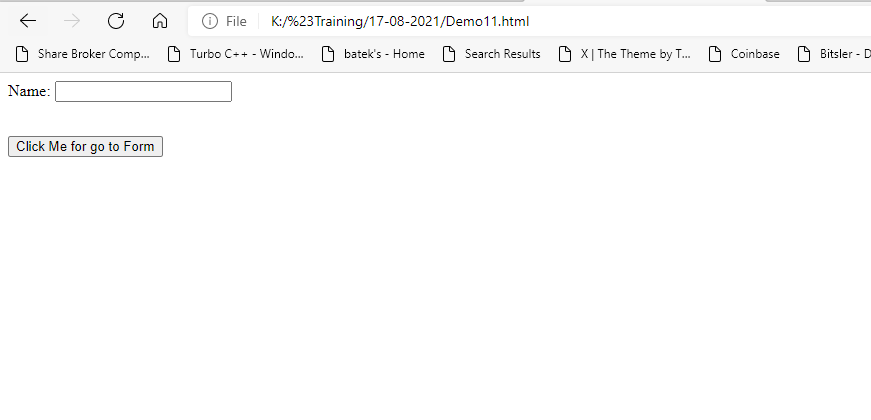 File K:/%23Training/17-08-2021/Demo11.html
Share Broker Comp... Turbo C++ - Windo... batek's - Home Search Results X | The Theme by T... Coinbase Bitsler - D
Name:
Click Me for go to Form